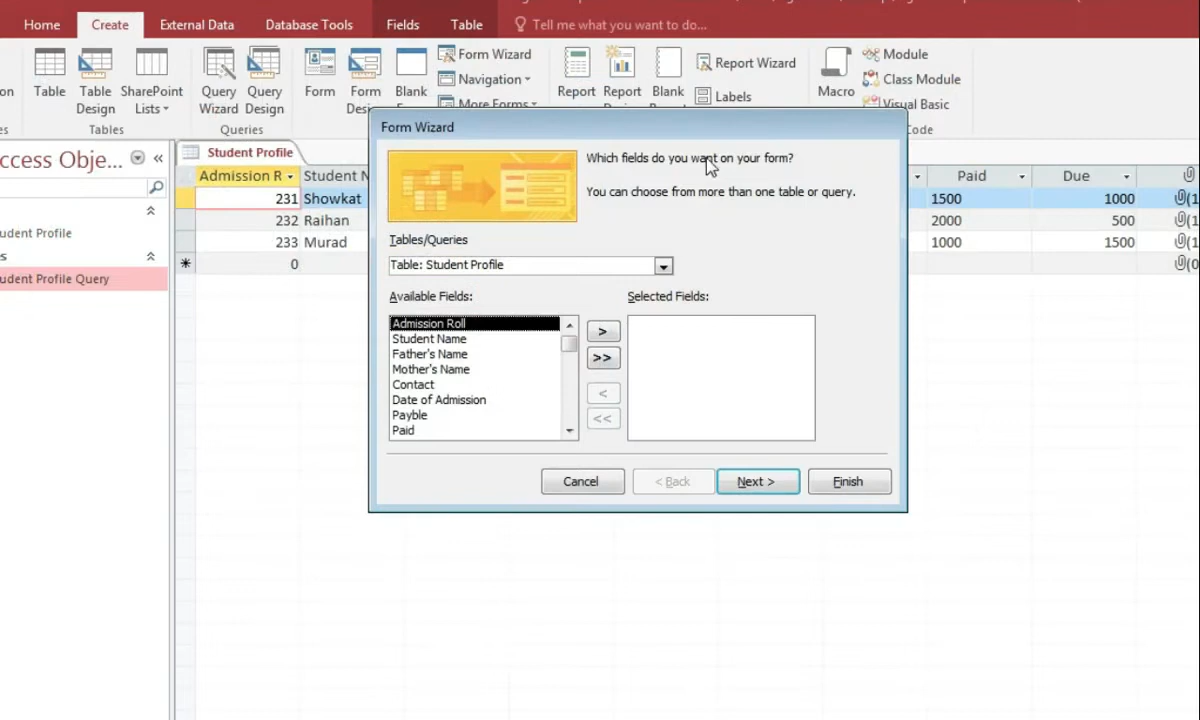 Home Create External Data Database Tools Fields Table Tell me what you want to do...
Table Table Design SharePoint Lists Query Wizard Query Design Form Form Blank Form Wizard Navigation More Forms Report Report Blank Report Wizard Labels Macro Module Class Module Visual Basic
Tables Queries
ccess Obje... «
Student Profile
Admission R Student N Paid Due
231 Showkat 1500 1000
232 Raihan 2000 500
233 Murad 1000 1500
* 0
udent Profile
s
udent Profile Query
Form Wizard
Which fields do you want on your form?
You can choose from more than one table or query.
Tables/Queries
Table: Student Profile
Available Fields: Selected Fields:
Admission Roll
Student Name
Father's Name
Mother's Name
Contact
Date of Admission
Payble
Paid
>
>>
<
<<
Cancel < Back Next > Finish